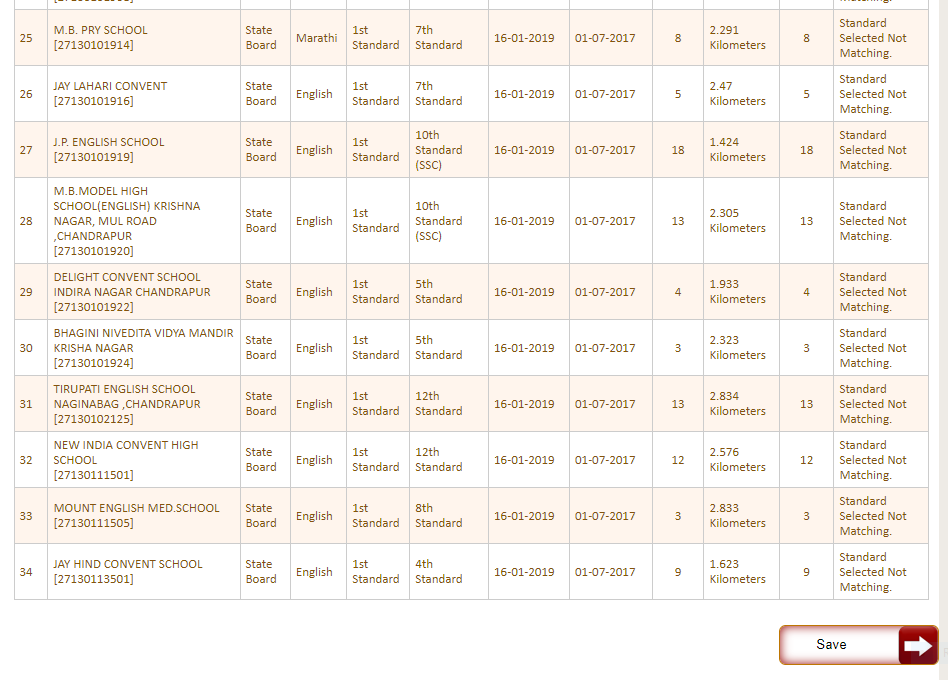 25 M.B. PRY SCHOOL [27130101914] State Board Marathi 1st Standard 7th Standard 16-01-2019 01-07-2017 8 2.291 Kilometers 8 Standard Selected Not Matching.
26 JAY LAHARI CONVENT [27130101916] State Board English 1st Standard 7th Standard 16-01-2019 01-07-2017 5 2.47 Kilometers 5 Standard Selected Not Matching.
27 J.P. ENGLISH SCHOOL [27130101919] State Board English 1st Standard 10th Standard (SSC) 16-01-2019 01-07-2017 18 1.424 Kilometers 18 Standard Selected Not Matching.
28 M.B.MODEL HIGH SCHOOL(ENGLISH) KRISHNA NAGAR, MUL ROAD ,CHANDRAPUR [27130101920] State Board English 1st Standard 10th Standard (SSC) 16-01-2019 01-07-2017 13 2.305 Kilometers 13 Standard Selected Not Matching.
29 DELIGHT CONVENT SCHOOL INDIRA NAGAR CHANDRAPUR [27130101922] State Board English 1st Standard 5th Standard 16-01-2019 01-07-2017 4 1.933 Kilometers 4 Standard Selected Not Matching.
30 BHAGINI NIVEDITA VIDYA MANDIR KRISHA NAGAR [27130101924] State Board English 1st Standard 5th Standard 16-01-2019 01-07-2017 3 2.323 Kilometers 3 Standard Selected Not Matching.
31 TIRUPATI ENGLISH SCHOOL NAGINABAG ,CHANDRAPUR [27130102125] State Board English 1st Standard 12th Standard 16-01-2019 01-07-2017 13 2.834 Kilometers 13 Standard Selected Not Matching.
32 NEW INDIA CONVENT HIGH SCHOOL [27130111501] State Board English 1st Standard 12th Standard 16-01-2019 01-07-2017 12 2.576 Kilometers 12 Standard Selected Not Matching.
33 MOUNT ENGLISH MED.SCHOOL [27130111505] State Board English 1st Standard 8th Standard 16-01-2019 01-07-2017 3 2.833 Kilometers 3 Standard Selected Not Matching.
34 JAY HIND CONVENT SCHOOL [27130113501] State Board English 1st Standard 4th Standard 16-01-2019 01-07-2017 9 1.623 Kilometers 9 Standard Selected Not Matching.
Save